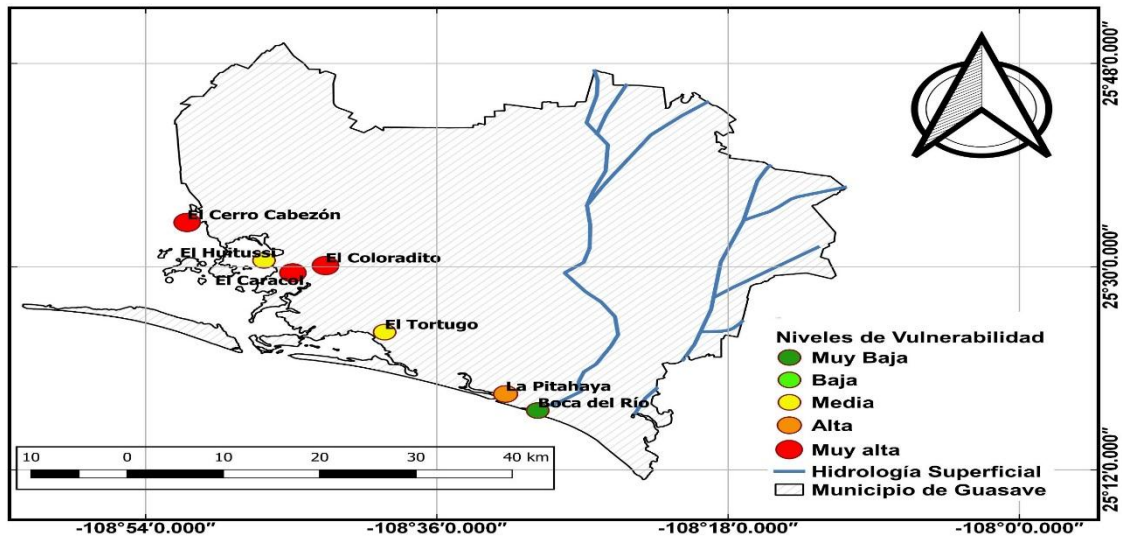 25°48'0.000"
El Cerro Cabezón
El Huitussi
El Coloradito
El Caracol
25°30'0.000"
El Tortugo
La Pitahaya
Boca del Río
Niveles de Vulnerabilidad
Muy Baja
Baja
Media
Alta
Muy alta
Hidrología Superficial
Municipio de Guasave
10 0 10 20 30 40 km
25°12'0.000"
-108°54'0.000" -108°36'0.000" -108°18'0.000" -108°0'0.000"